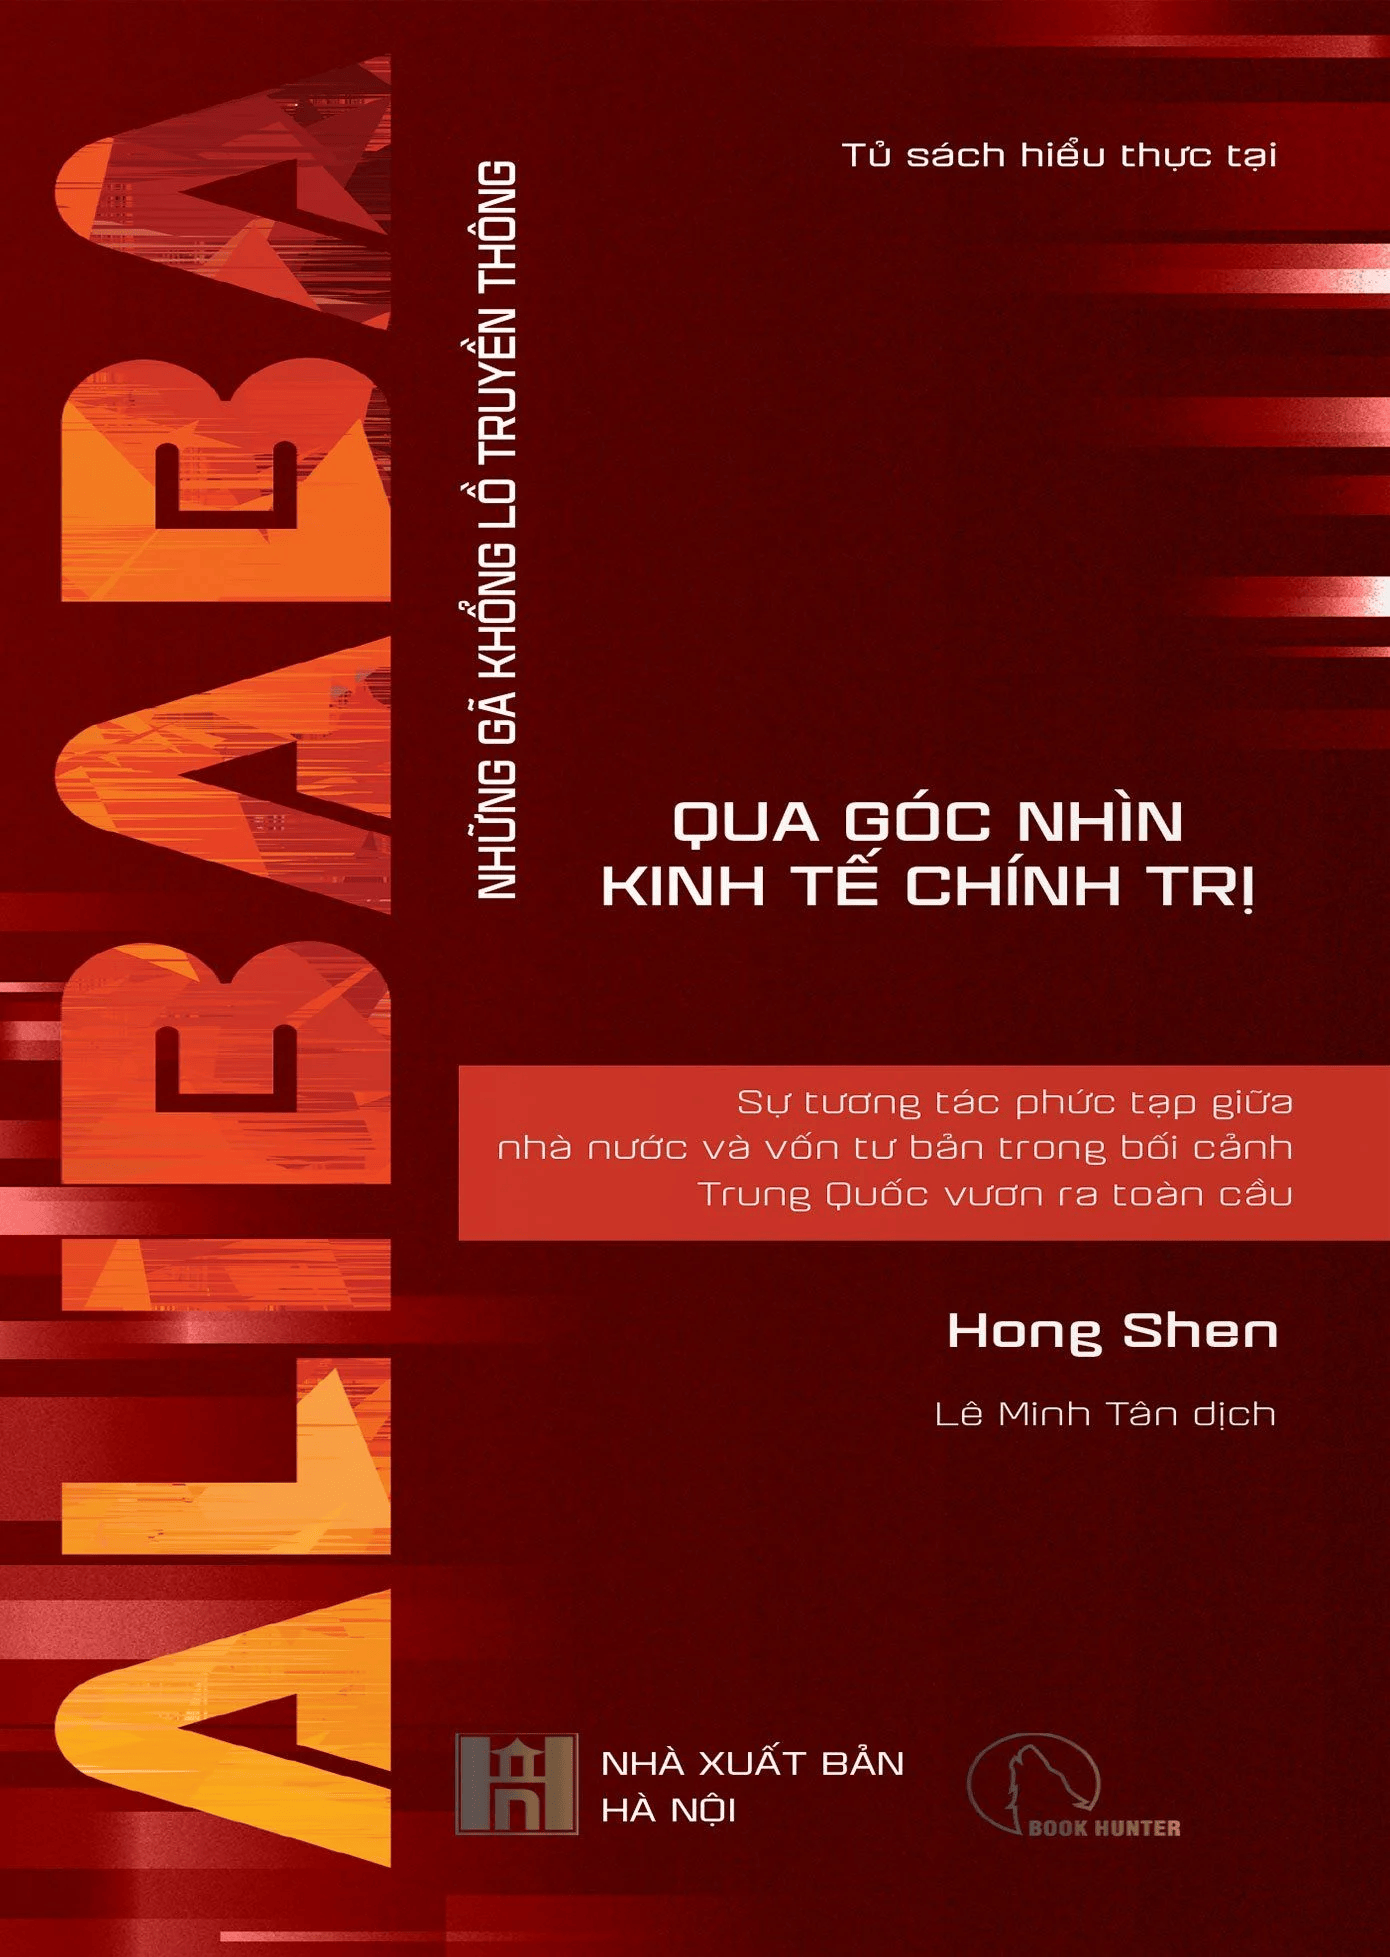 Tủ sách hiểu thực tại
ALIBABA
NHỮNG GÃ KHỔNG LỒ TRUYỀN THÔNG
QUA GÓC NHÌN
KINH TẾ CHÍNH TRỊ
Sự tương tác phức tạp giữa
nhà nước và vốn tư bản trong bối cảnh
Trung Quốc vươn ra toàn cầu
Hong Shen
Lê Minh Tân dịch
NHÀ XUẤT BẢN
HÀ NỘI
BOOK HUNTER